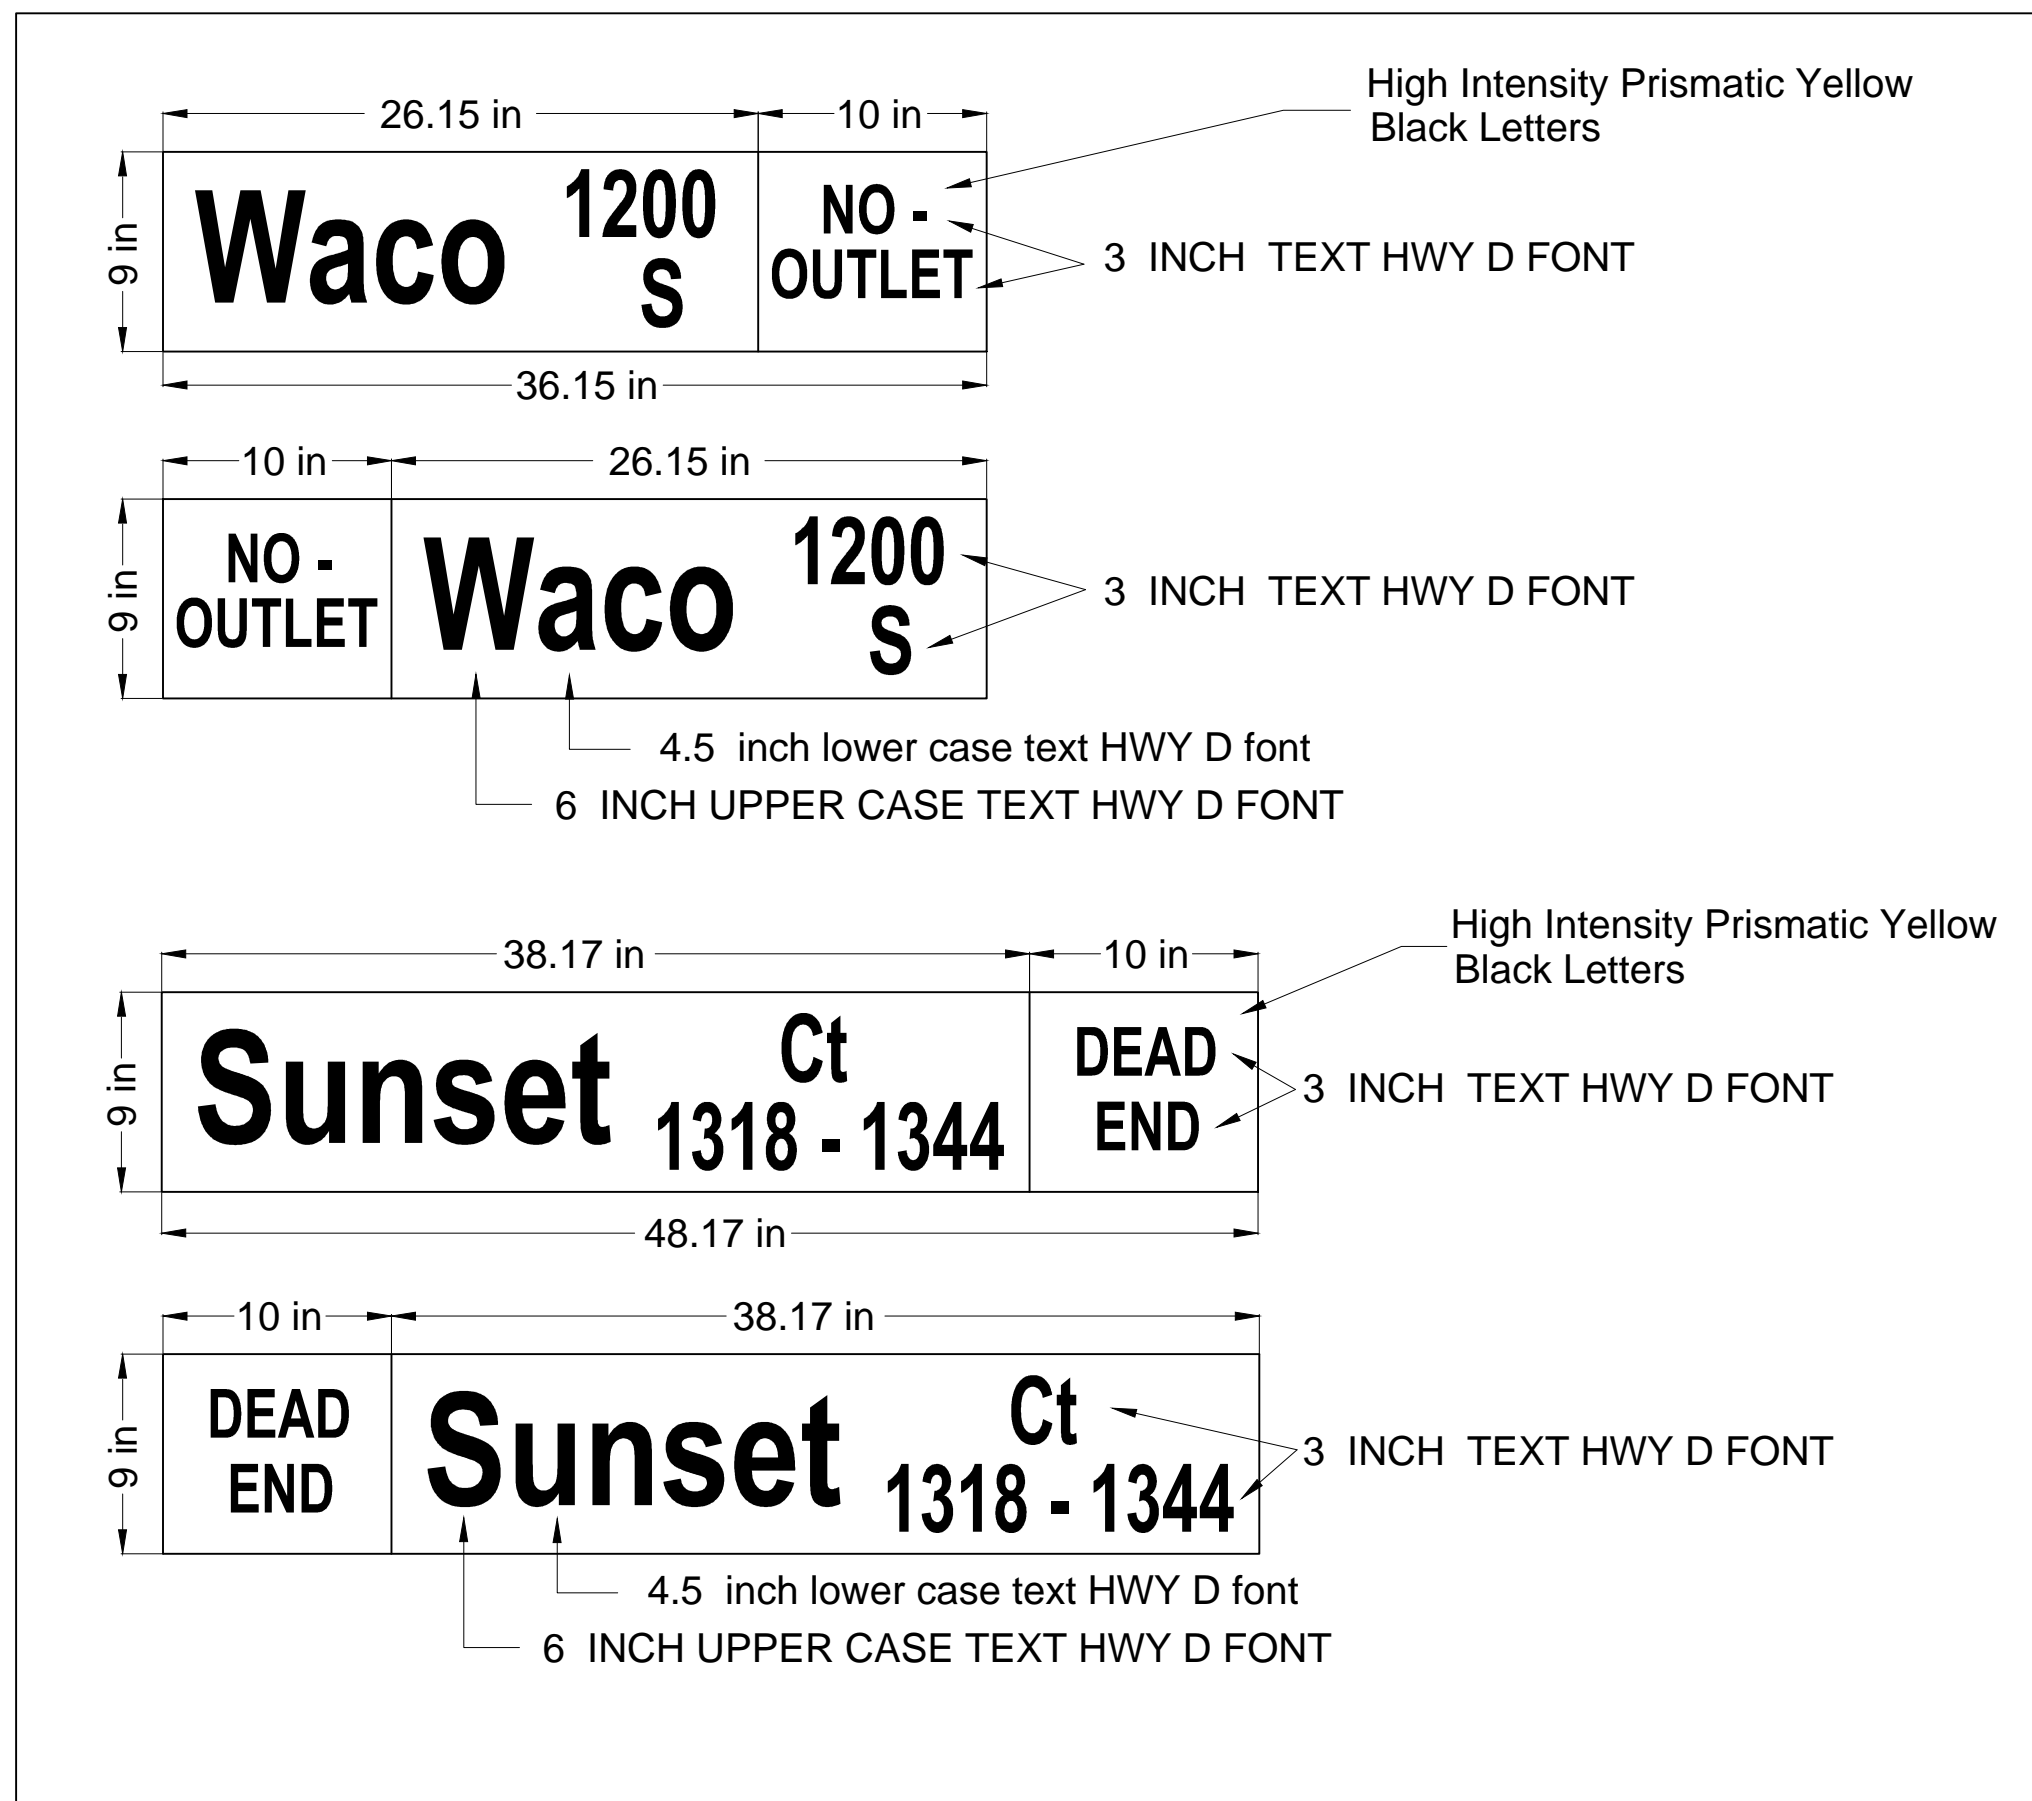 26.15 in 10 in
High Intensity Prismatic Yellow
Black Letters
9 in
Waco 1200
S
NO -
OUTLET
3 INCH TEXT HWY D FONT
36.15 in
10 in 26.15 in
9 in
NO -
OUTLET
Waco 1200
S
3 INCH TEXT HWY D FONT
4.5 inch lower case text HWY D font
6 INCH UPPER CASE TEXT HWY D FONT
38.17 in 10 in
High Intensity Prismatic Yellow
Black Letters
9 in
Sunset Ct
1318 - 1344
DEAD
END
3 INCH TEXT HWY D FONT
48.17 in
10 in 38.17 in
9 in
DEAD
END
Sunset Ct
1318 - 1344
3 INCH TEXT HWY D FONT
4.5 inch lower case text HWY D font
6 INCH UPPER CASE TEXT HWY D FONT